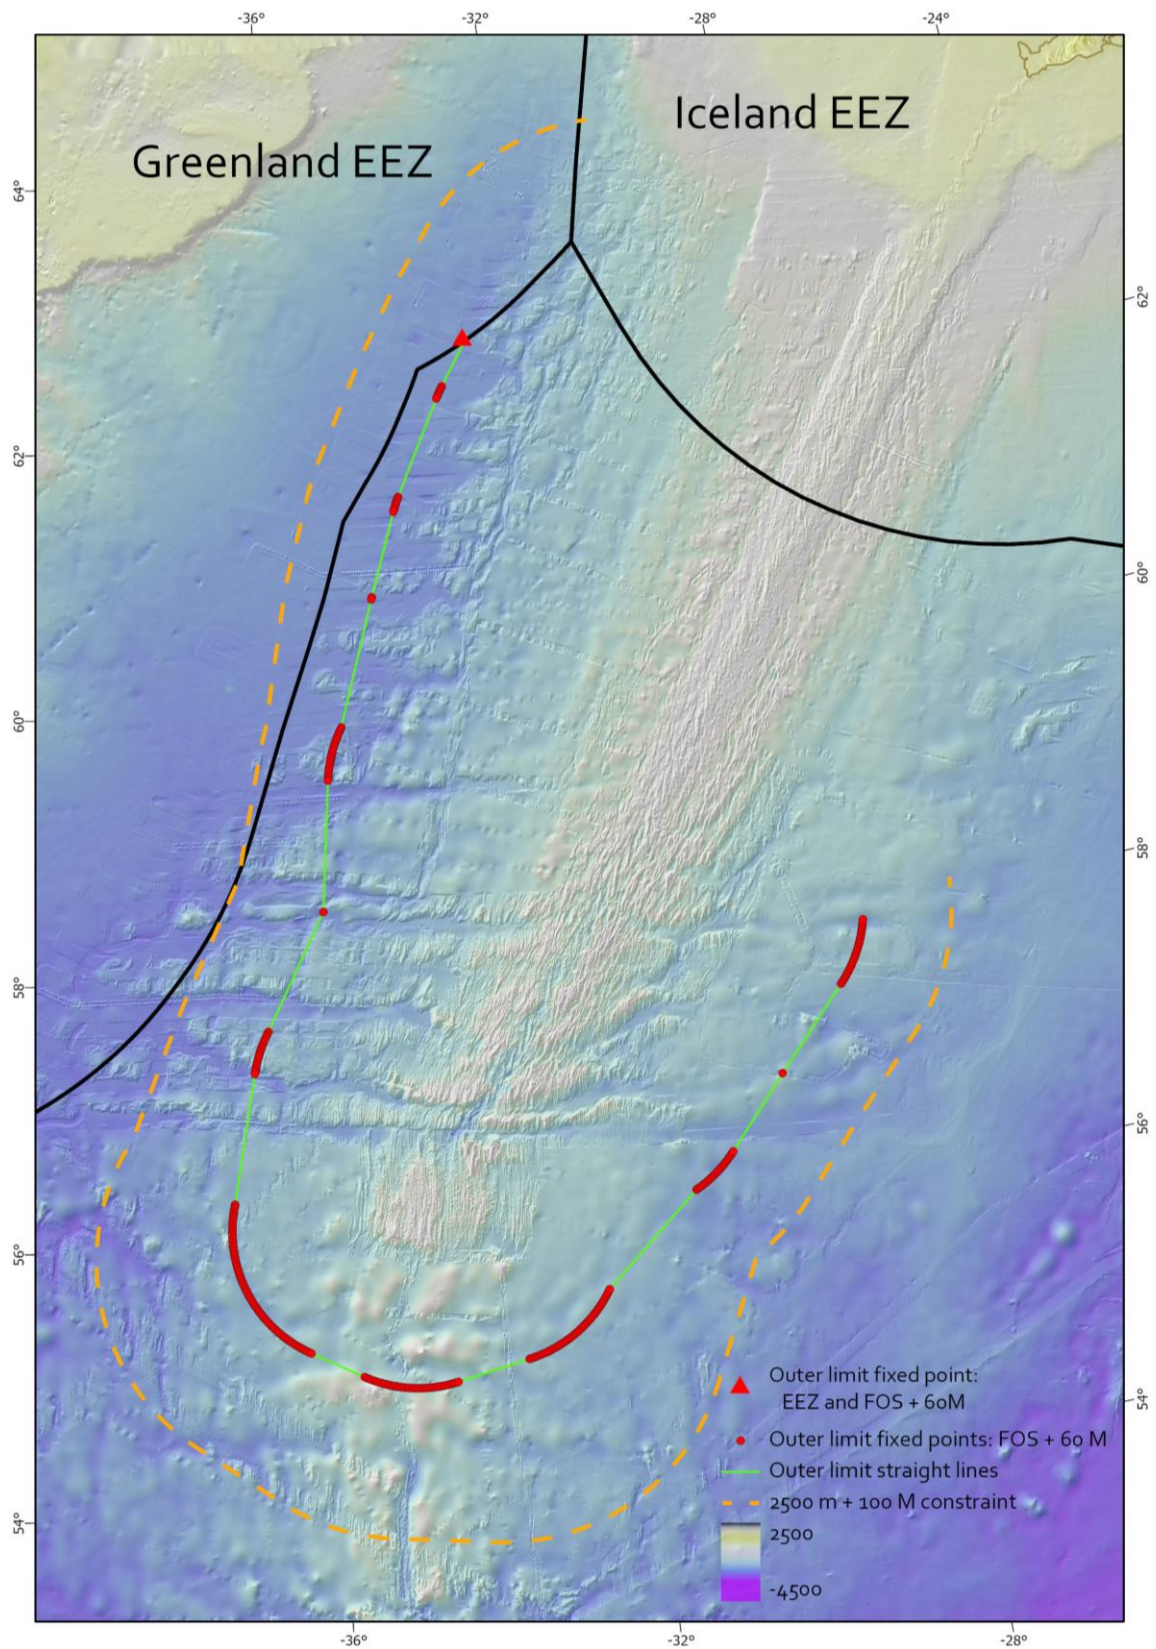 -36°
-32°
-28°
-24°
Iceland EEZ
Greenland EEZ
64°
62°
62°
60°
60°
58°
58°
56°
56°
54°
54°
Outer limit fixed point:
EEZ and FOS + 60M
Outer limit fixed points: FOS + 60 M
Outer limit straight lines
2500 m + 100 M constraint
2500
-4500
-36°
-32°
-28°